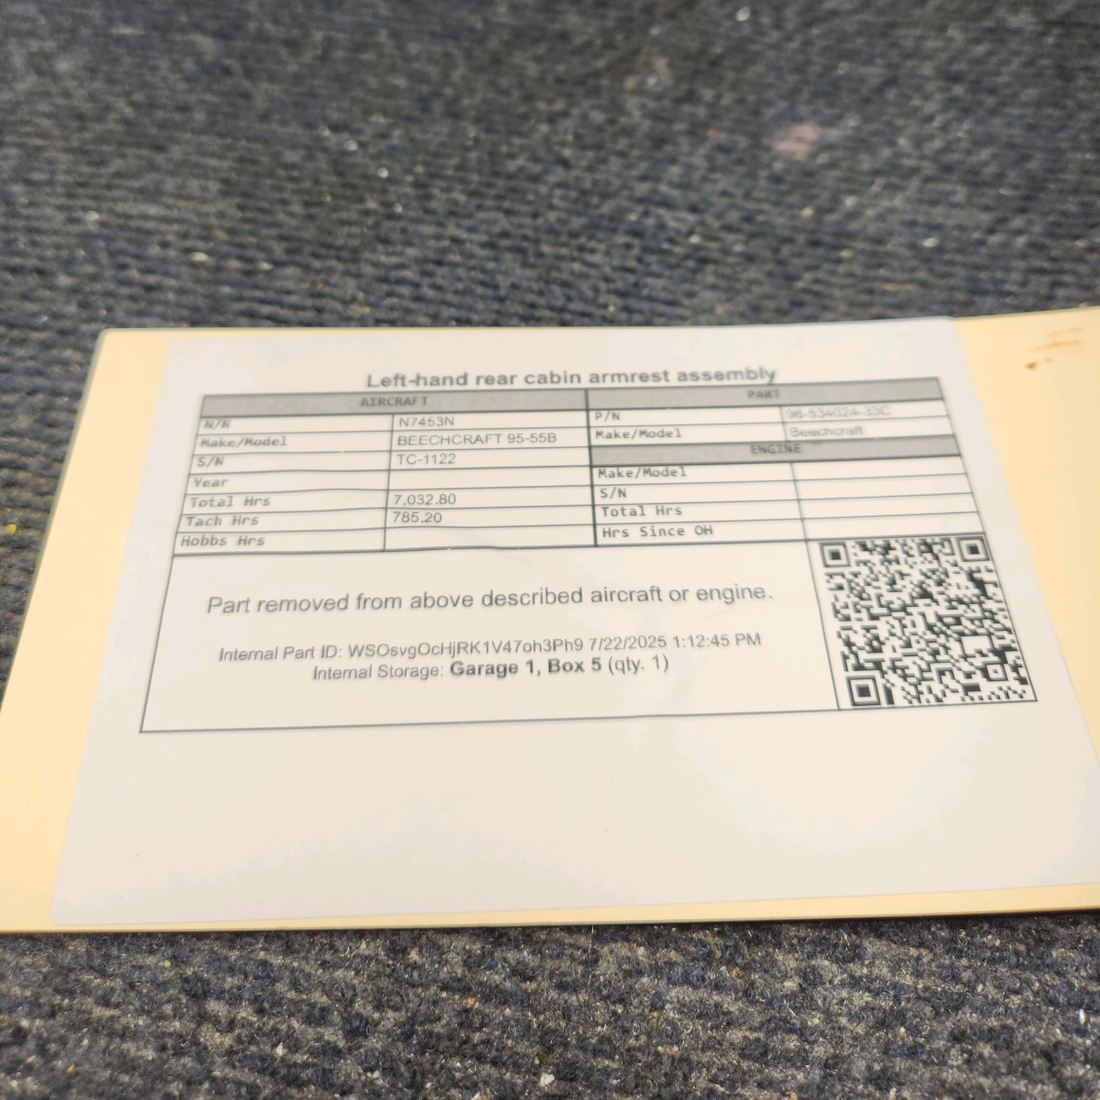 Left-hand rear cabin armrest assembly
AIRCRAFT PART
N/N N7453N P/N 96-534024-33C
Make/Model BEECHCRAFT 95-55B Make/Model Beechcraft
S/N TC-1122 ENGINE
Year Make/Model
Total Hrs 7,032.80 S/N
Tach Hrs 785.20 Total Hrs
Hobbs Hrs Hrs Since OH
Part removed from above described aircraft or engine.
Internal Part ID: WSOsvgOcHjRK1V47oh3Ph9 7/22/2025 1:12:45 PM
Internal Storage: Garage 1, Box 5 (qty. 1)